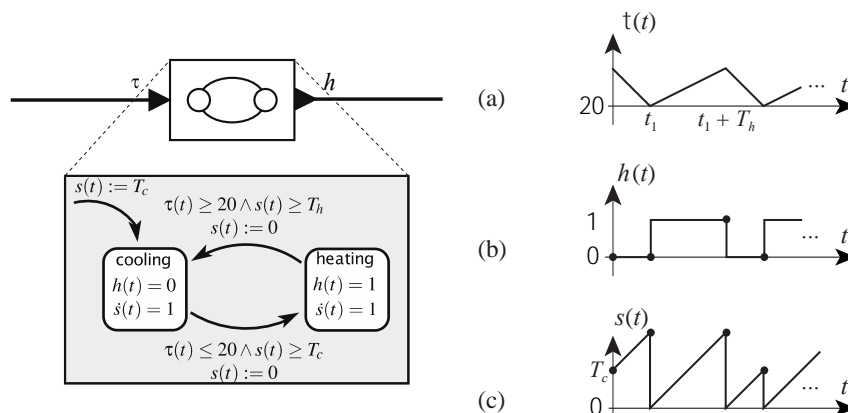 τ
h
s(t) := T_c
τ(t) ≥ 20 ∧ s(t) ≥ T_h
s(t) := 0
cooling
h(t) = 0
ṡ(t) = 1
heating
h(t) = 1
ṡ(t) = 1
τ(t) ≤ 20 ∧ s(t) ≥ T_c
s(t) := 0
(a)
τ(t)
20
t_1
t_1 + T_h
...
t
(b)
h(t)
1
0
...
t
(c)
s(t)
T_c
0
...
t